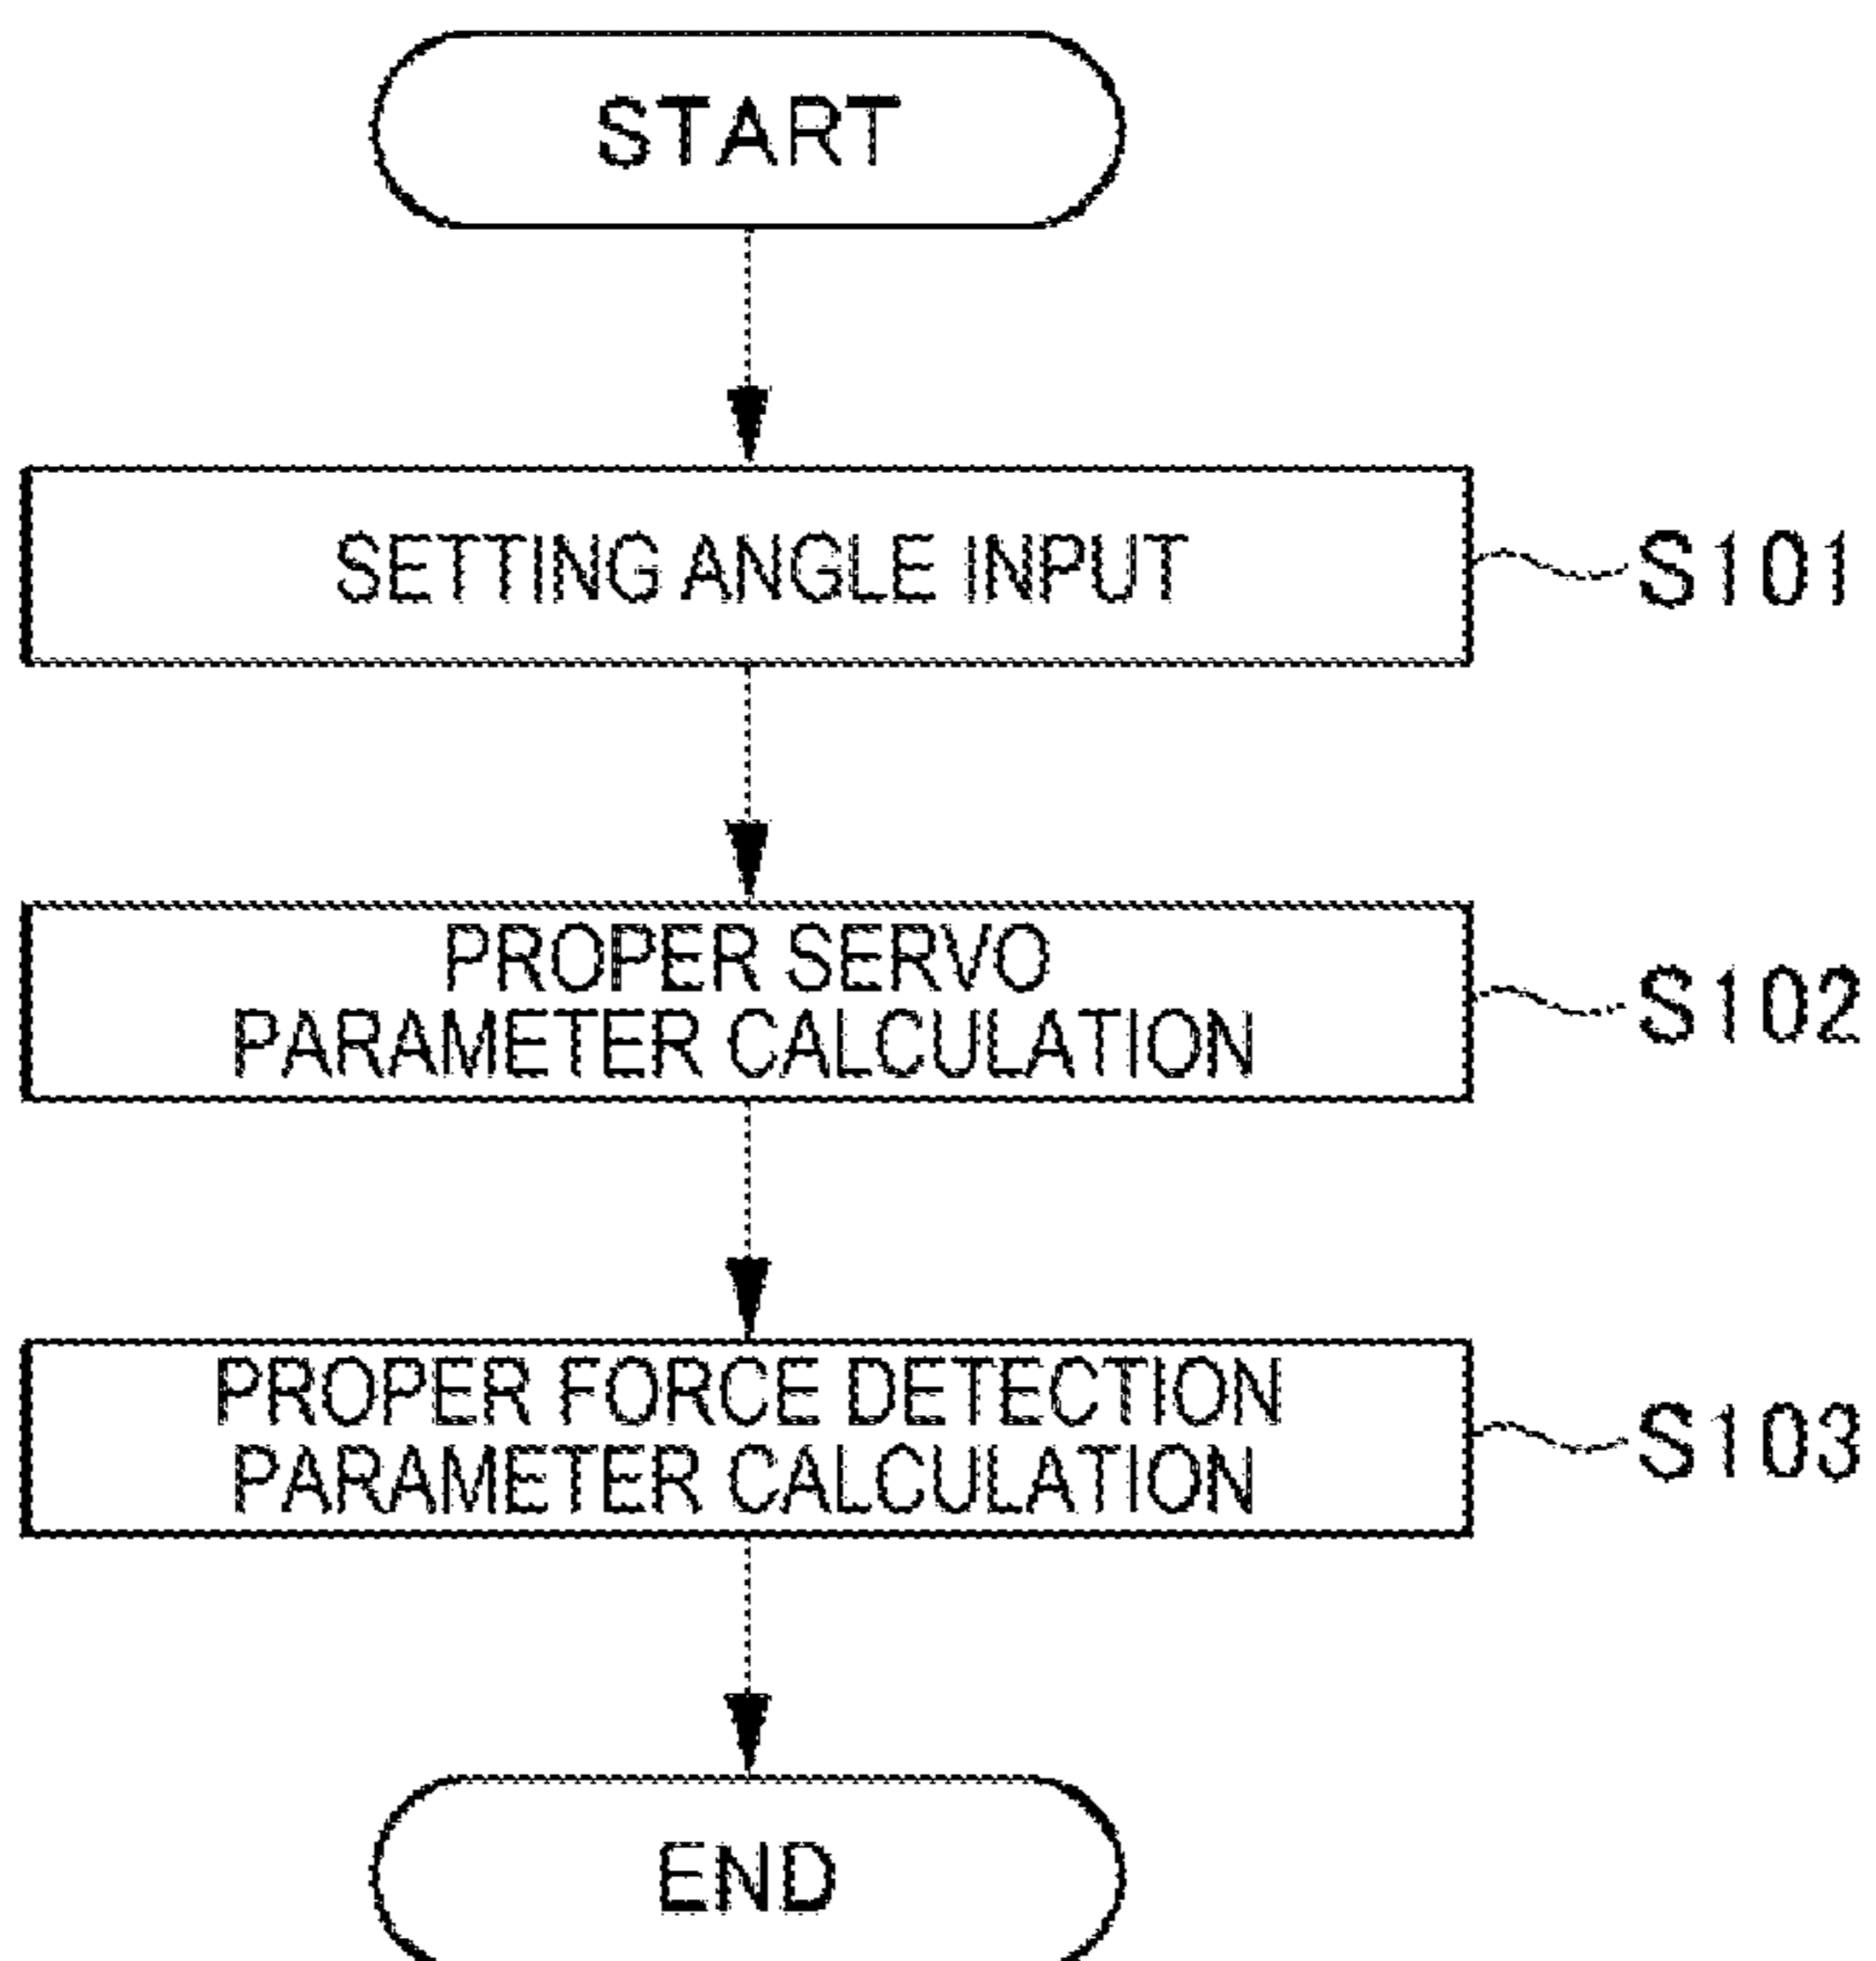 START
SETTING ANGLE INPUT
S101
PROPER SERVO
PARAMETER CALCULATION
S102
PROPER FORCE DETECTION
PARAMETER CALCULATION
S103
END